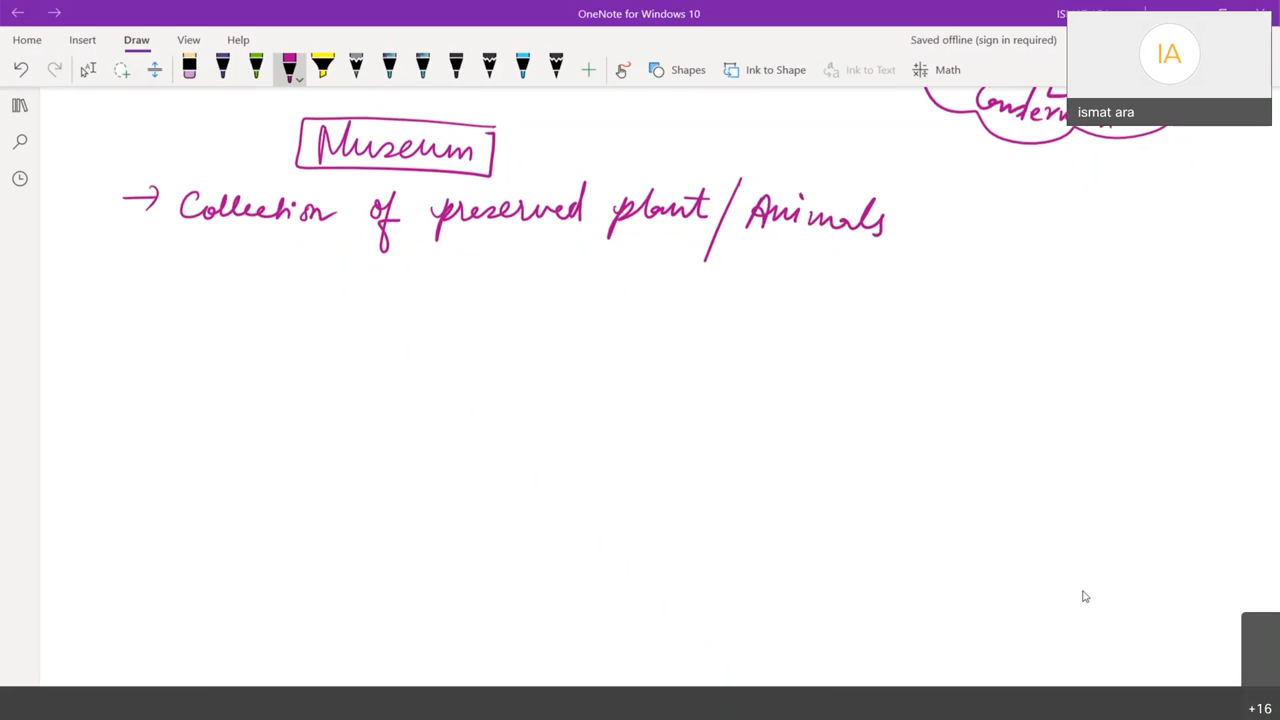 OneNote for Windows 10
Home Insert Draw View Help
Saved offline (sign in required)
Shapes Ink to Shape Ink to Text Math
IA
ismat ara
Museum
→ Collection of preserved plant/Animals
+16